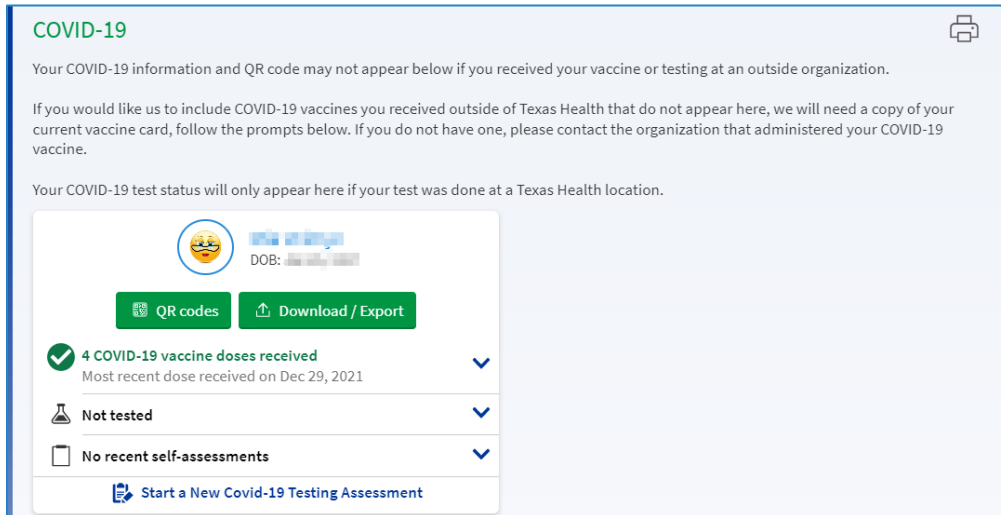 COVID-19
Your COVID-19 information and QR code may not appear below if you received your vaccine or testing at an outside organization.
If you would like us to include COVID-19 vaccines you received outside of Texas Health that do not appear here, we will need a copy of your
current vaccine card, follow the prompts below. If you do not have one, please contact the organization that administered your COVID-19
vaccine.
Your COVID-19 test status will only appear here if your test was done at a Texas Health location.
DOB:
QR codes
Download / Export
4 COVID-19 vaccine doses received
Most recent dose received on Dec 29, 2021
Not tested
No recent self-assessments
Start a New Covid-19 Testing Assessment